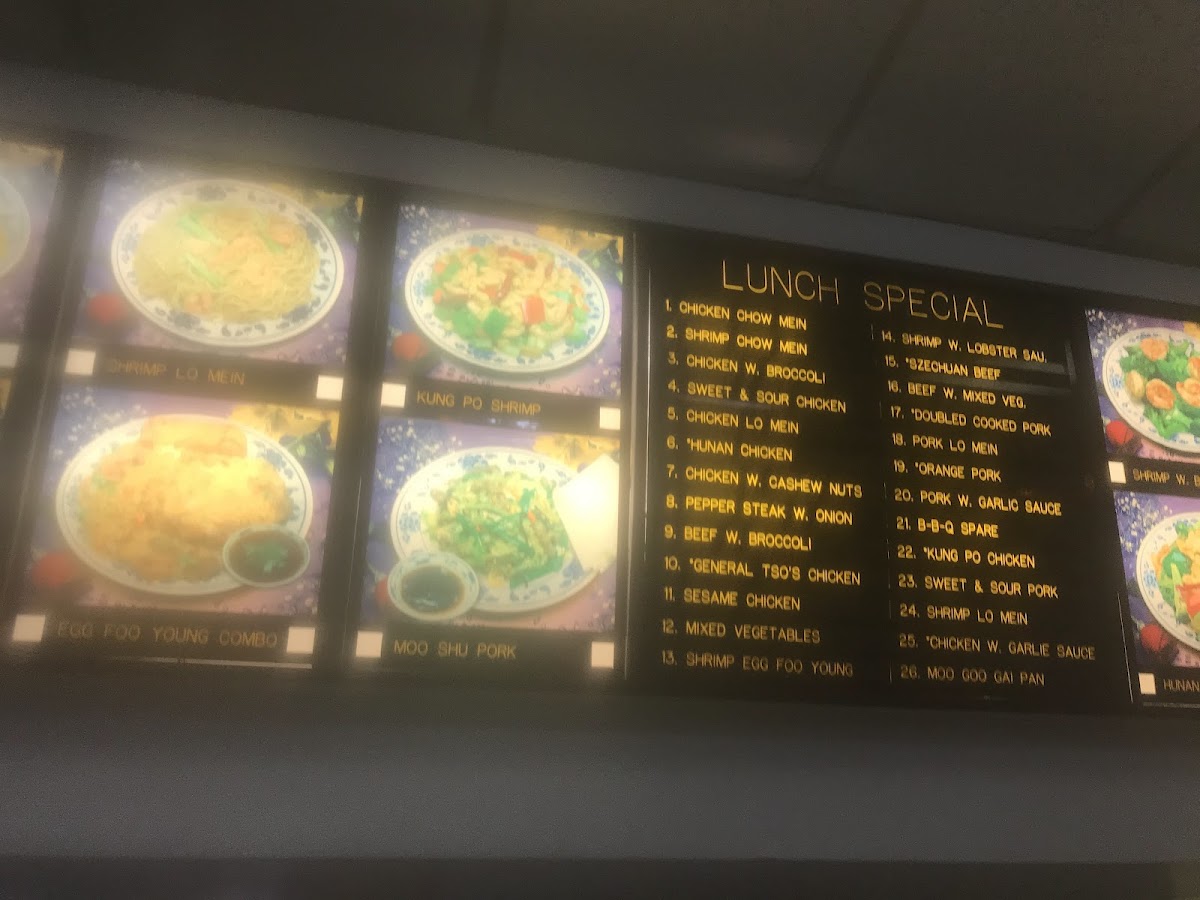 SHRIMP LO MEIN
KUNG PO SHRIMP
EGG FOO YOUNG COMBO
MOO SHU PORK
LUNCH SPECIAL
1. CHICKEN CHOW MEIN
2. SHRIMP CHOW MEIN
3. CHICKEN W. BROCCOLI
4. SWEET & SOUR CHICKEN
5. CHICKEN LO MEIN
6. *HUNAN CHICKEN
7. CHICKEN W. CASHEW NUTS
8. PEPPER STEAK W. ONION
9. BEEF W. BROCCOLI
10. *GENERAL TSO'S CHICKEN
11. SESAME CHICKEN
12. MIXED VEGETABLES
13. SHRIMP EGG FOO YOUNG
14. SHRIMP W. LOBSTER SAU.
15. *SZECHUAN BEEF
16. BEEF W. MIXED VEG.
17. *DOUBLED COOKED PORK
18. PORK LO MEIN
19. *ORANGE PORK
20. PORK W. GARLIC SAUCE
21. B-B-Q SPARE
22. *KUNG PO CHICKEN
23. SWEET & SOUR PORK
24. SHRIMP LO MEIN
25. *CHICKEN W. GARLIE SAUCE
26. MOO GOO GAI PAN
SHRIMP W. B
HUNAN